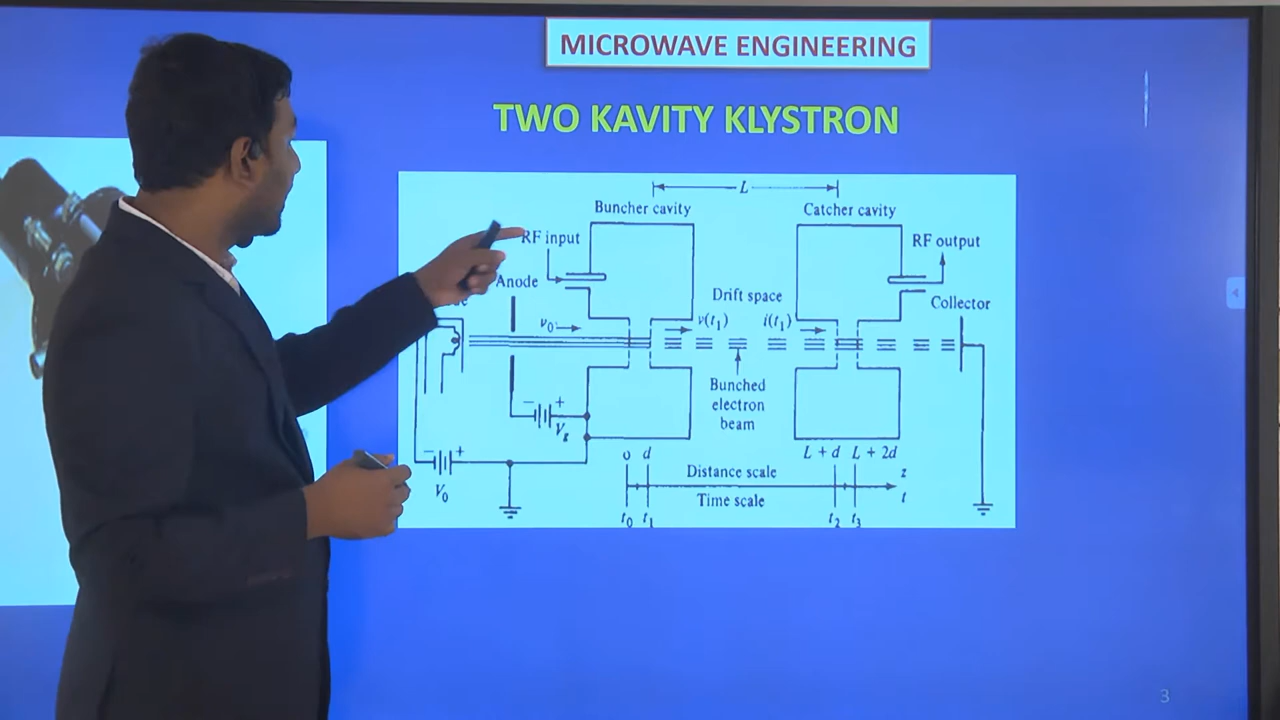 MICROWAVE ENGINEERING
TWO KAVITY KLYSTRON
L
Buncher cavity
Catcher cavity
RF input
RF output
Anode
Drift space
Collector
v0
v(t1)
i(t1)
Bunched
electron
beam
− +
Vg
− +
V0
0 d
L + d L + 2d
Distance scale
z
Time scale
t
t0 t1
t2 t3
3